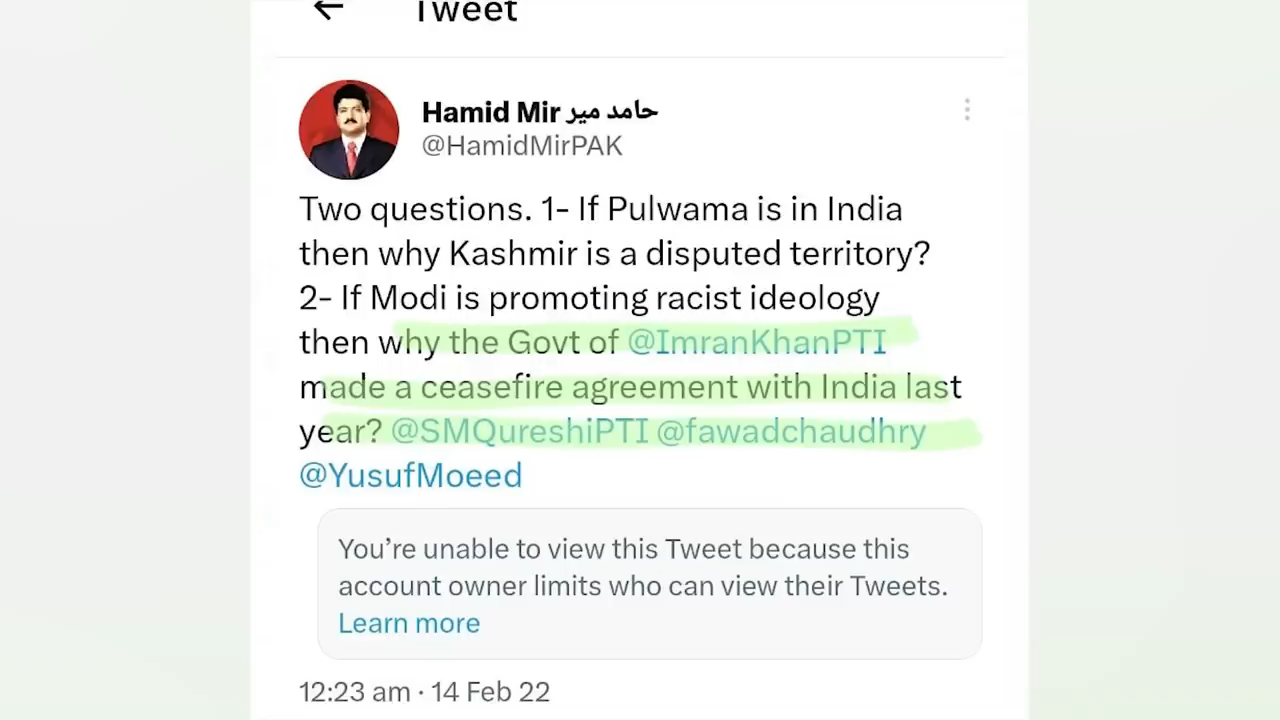 Tweet
Hamid Mir حامد میر
@HamidMirPAK
Two questions. 1- If Pulwama is in India
then why Kashmir is a disputed territory?
2- If Modi is promoting racist ideology
then why the Govt of @ImranKhanPTI
made a ceasefire agreement with India last
year? @SMQureshiPTI @fawadchaudhry
@YusufMoeed
You’re unable to view this Tweet because this
account owner limits who can view their Tweets.
Learn more
12:23 am · 14 Feb 22